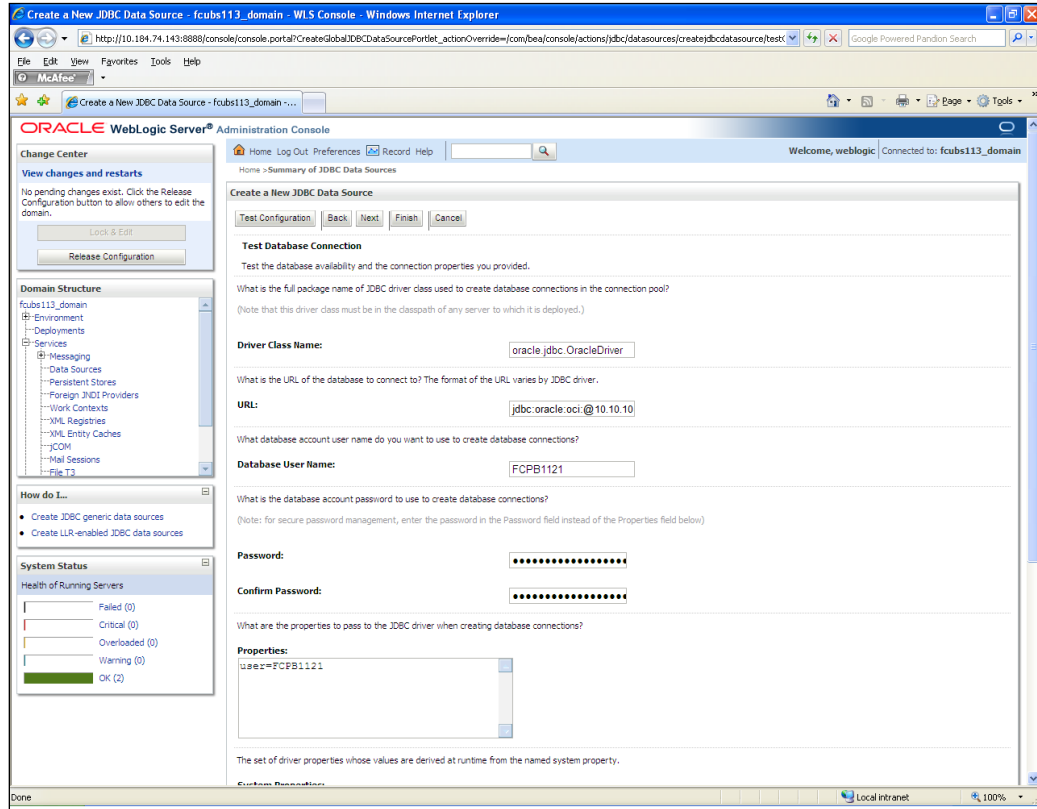 Create a New JDBC Data Source - fcubs113_domain - WLS Console - Windows Internet Explorer
http://10.184.74.143:8888/console/console.portal?CreateGlobalJDBCDataSourcePortlet_actionOverride=/com/bea/console/actions/jdbc/datasources/createjdbcdatasource/test(
Google Powered Pandion Search
File Edit View Favorites Tools Help
McAfee
Create a New JDBC Data Source - fcubs113_domain -...
Page Tools »
ORACLE WebLogic Server® Administration Console
Change Center
View changes and restarts
No pending changes exist. Click the Release
Configuration button to allow others to edit the
domain.
Lock & Edit
Release Configuration
Domain Structure
fcubs113_domain
Environment
Deployments
Services
Messaging
Data Sources
Persistent Stores
Foreign JNDI Providers
Work Contexts
XML Registries
XML Entity Caches
jCOM
Mail Sessions
File T3
How do I...
Create JDBC generic data sources
Create LLR-enabled JDBC data sources
System Status
Health of Running Servers
Failed (0)
Critical (0)
Overloaded (0)
Warning (0)
OK (2)
Home Log Out Preferences Record Help
Welcome, weblogic Connected to: fcubs113_domain
Home >Summary of JDBC Data Sources
Create a New JDBC Data Source
Test Configuration Back Next Finish Cancel
Test Database Connection
Test the database availability and the connection properties you provided.
What is the full package name of JDBC driver class used to create database connections in the connection pool?
(Note that this driver class must be in the classpath of any server to which it is deployed.)
Driver Class Name: oracle.jdbc.OracleDriver
What is the URL of the database to connect to? The format of the URL varies by JDBC driver.
URL: jdbc:oracle:oci:@10.10.10
What database account user name do you want to use to create database connections?
Database User Name: FCPB1121
What is the database account password to use to create database connections?
(Note: for secure password management, enter the password in the Password field instead of the Properties field below)
Password: ••••••••••••••••••
Confirm Password: ••••••••••••••••••
What are the properties to pass to the JDBC driver when creating database connections?
Properties:
user=FCPB1121
The set of driver properties whose values are derived at runtime from the named system property.
System Properties:
Done
Local intranet
100%